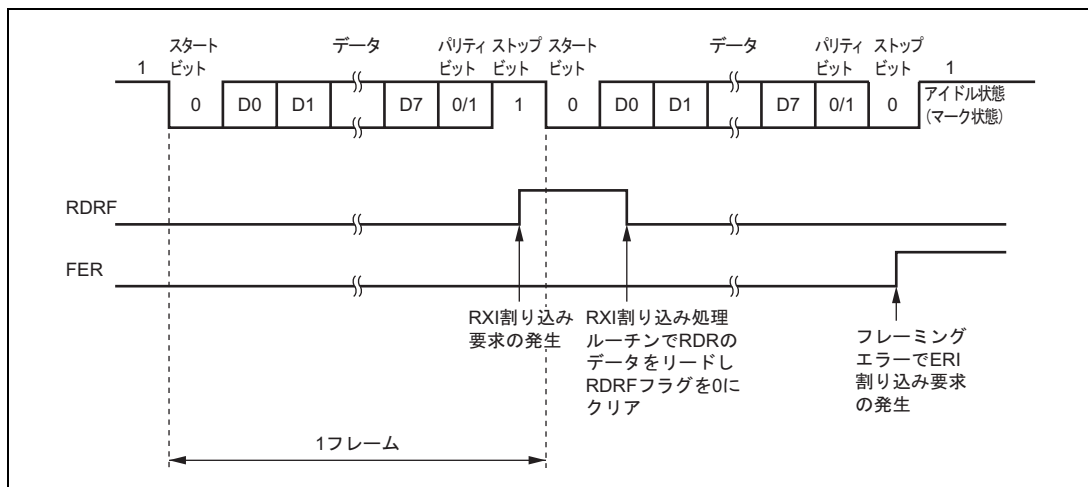 スタート
ビット
データ
パリティ
ビット
ストップ
ビット
スタート
ビット
データ
パリティ
ビット
ストップ
ビット
1
0
D0
D1
D7
0/1
1
0
D0
D1
D7
0/1
0
1
アイドル状態
(マーク状態)
RDRF
FER
RXI割り込み
要求の発生
RXI割り込み処理
ルーチンでRDRの
データをリードし
RDRFフラグを0に
クリア
フレーミング
エラーでERI
割り込み要求
の発生
1フレーム